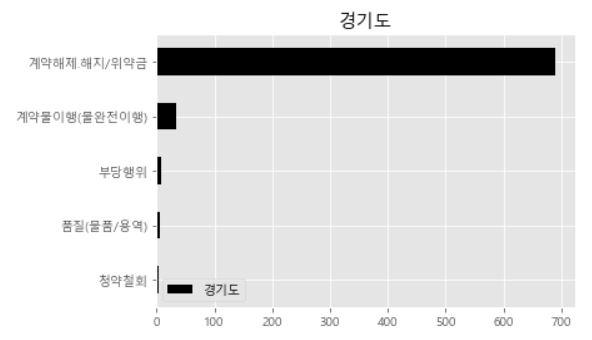 경기도
계약해제.해지/위약금
계약불이행(불완전이행)
부당행위
품질(물품/용역)
청약철회
경기도
0 100 200 300 400 500 600 700